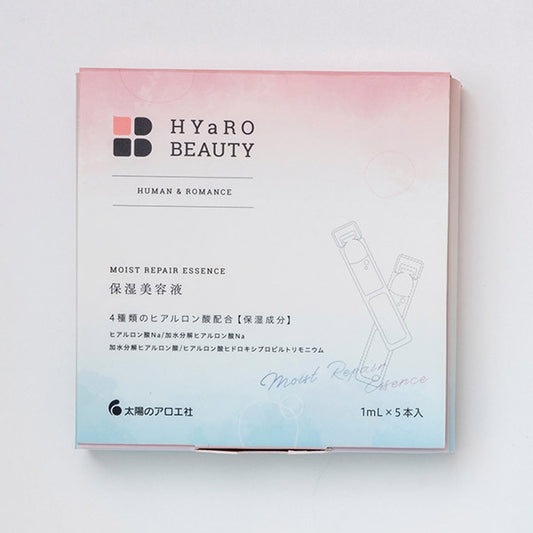 HYaRO
BEAUTY
HUMAN & ROMANCE
MOIST REPAIR ESSENCE
保湿美容液
4種類のヒアルロン酸配合【保湿成分】
ヒアルロン酸Na/加水分解ヒアルロン酸Na
加水分解ヒアルロン酸/ヒアルロン酸ヒドロキシプロピルトリモニウム
Moist Repair
Essence
太陽のアロエ社
1mL×5本入